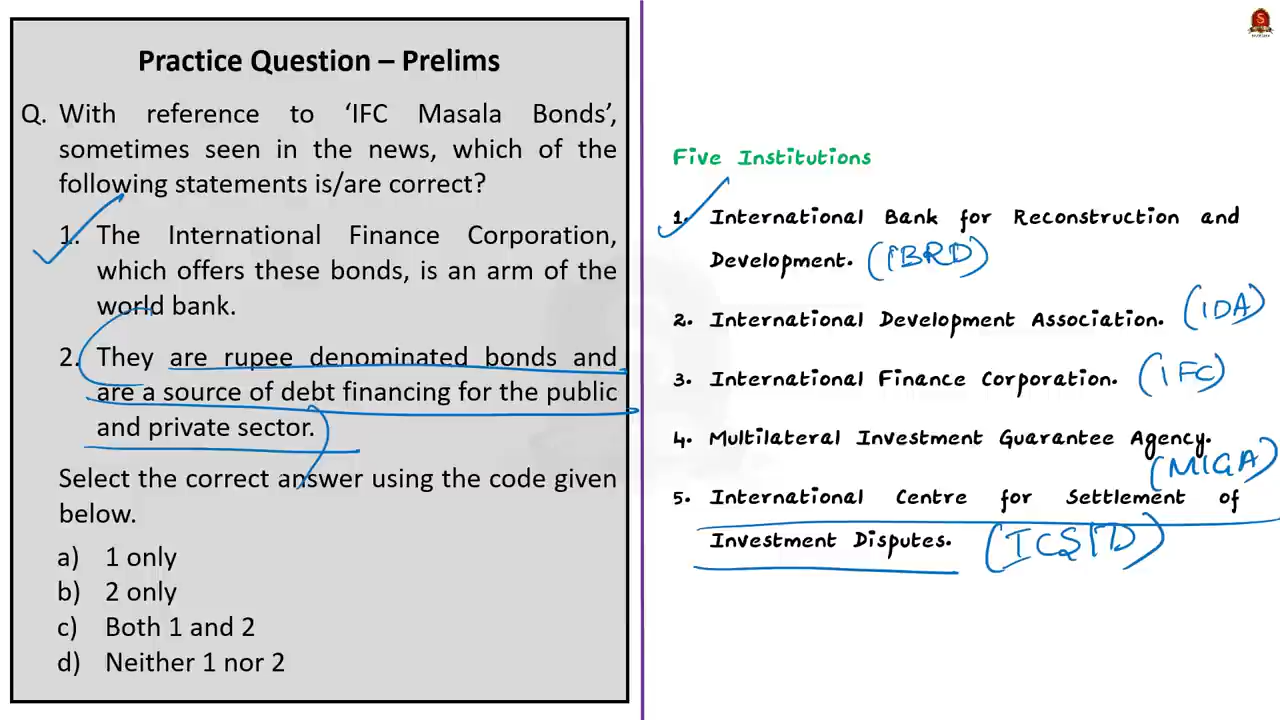 Practice Question – Prelims
Q. With reference to ‘IFC Masala Bonds’,
sometimes seen in the news, which of the
following statements is/are correct?
1. The International Finance Corporation,
which offers these bonds, is an arm of the
world bank.
2. They are rupee denominated bonds and
are a source of debt financing for the public
and private sector.
Select the correct answer using the code given
below.
a) 1 only
b) 2 only
c) Both 1 and 2
d) Neither 1 nor 2
Five Institutions
1. International Bank for Reconstruction and
Development. (IBRD)
2. International Development Association. (IDA)
3. International Finance Corporation. (IFC)
4. Multilateral Investment Guarantee Agency.
(MIGA)
5. International Centre for Settlement of
Investment Disputes. (ICSID)